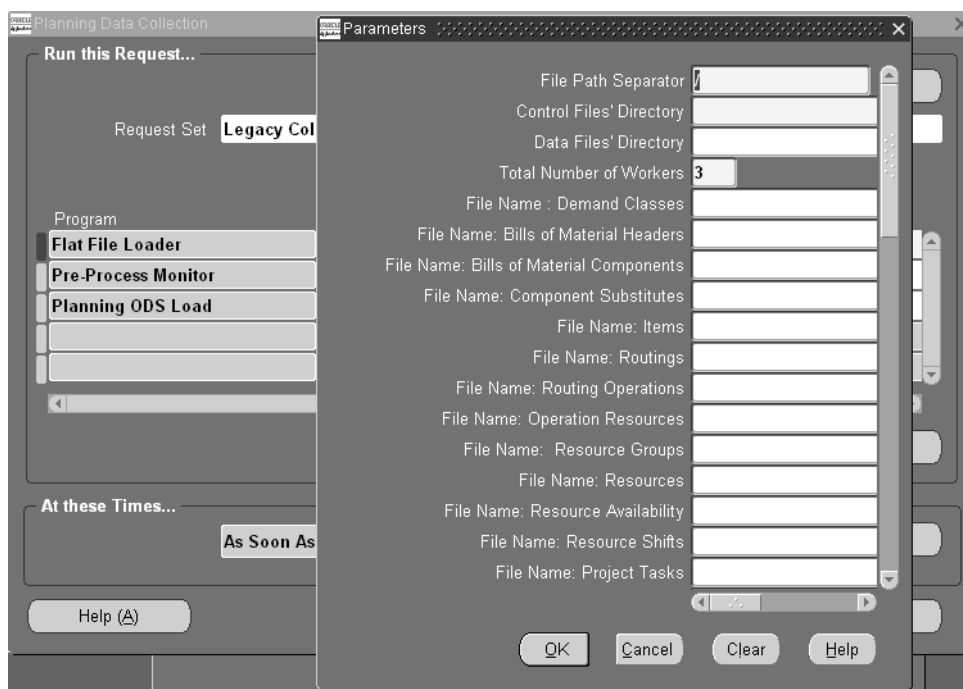 Planning Data Collection
Run this Request...
Request Set Legacy Col
Program
Flat File Loader
Pre-Process Monitor
Planning ODS Load
At these Times...
As Soon As
Help (A)
Parameters
File Path Separator /
Control Files' Directory
Data Files' Directory
Total Number of Workers 3
File Name : Demand Classes
File Name: Bills of Material Headers
File Name: Bills of Material Components
File Name: Component Substitutes
File Name: Items
File Name: Routings
File Name: Routing Operations
File Name: Operation Resources
File Name:  Resource Groups
File Name: Resources
File Name: Resource Availability
File Name: Resource Shifts
File Name: Project Tasks
OK Cancel Clear Help